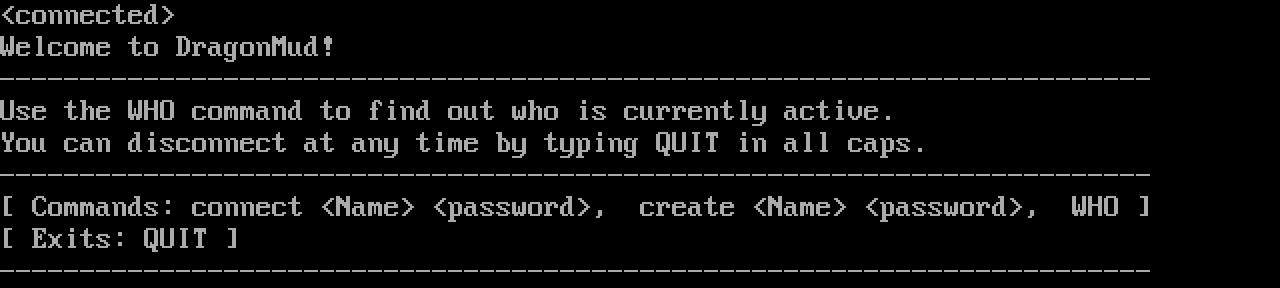 <connected>
Welcome to DragonMud!
------------------------------------------------------------------------
Use the WHO command to find out who is currently active.
You can disconnect at any time by typing QUIT in all caps.
------------------------------------------------------------------------
[ Commands: connect <Name> <password>,  create <Name> <password>,  WHO ]
[ Exits: QUIT ]
------------------------------------------------------------------------